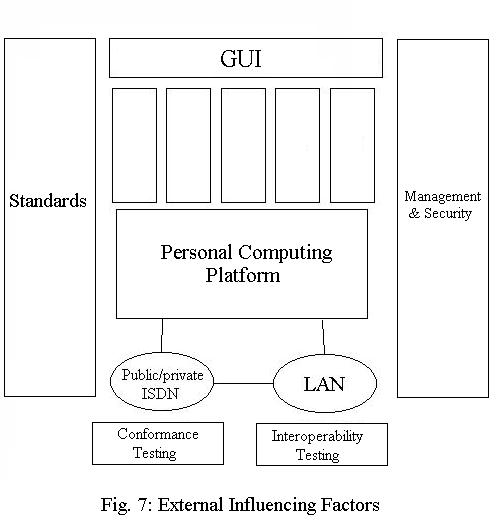 GUI
Standards
Management
& Security
Personal Computing
Platform
Public/private
ISDN
LAN
Conformance
Testing
Interoperability
Testing
Fig. 7: External Influencing Factors